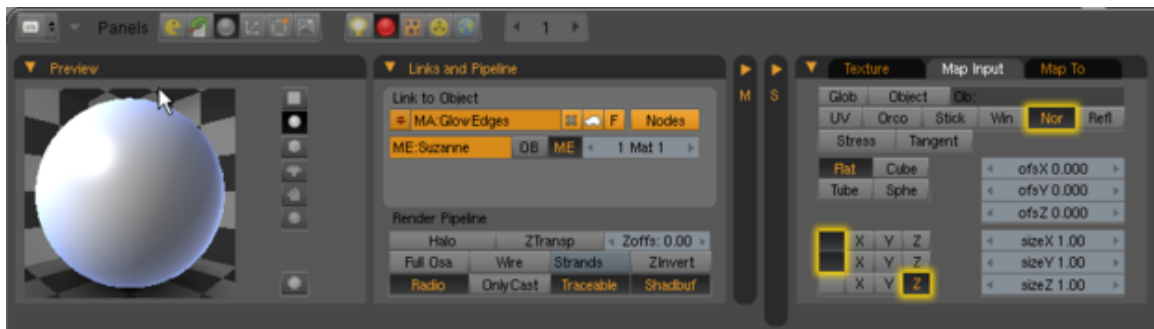 Panels
1
Preview
Links and Pipeline
Link to Object
MA:GlowEdges F Nodes
ME:Suzanne OB ME 1 Mat 1
Render Pipeline
Halo ZTransp Zoffs: 0.00
Full Osa Wire Strands ZInvert
Radio OnlyCast Traceable Shadbuf
M
S
Texture Map Input Map To
Glob Object Ob:
UV Orco Stick Win Nor Refl
Stress Tangent
Flat Cube ofsX 0.000
Tube Sphe ofsY 0.000
ofsZ 0.000
X Y Z sizeX 1.00
X Y Z sizeY 1.00
X Y Z sizeZ 1.00